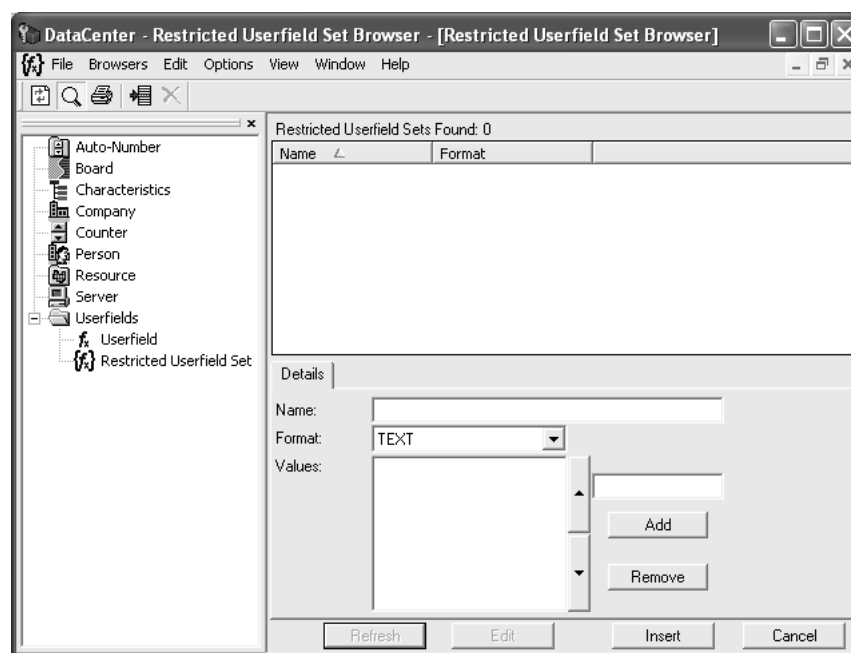 DataCenter - Restricted Userfield Set Browser - [Restricted Userfield Set Browser]
File Browsers Edit Options View Window Help
Auto-Number
Board
Characteristics
Company
Counter
Person
Resource
Server
Userfields
Userfield
Restricted Userfield Set
Restricted Userfield Sets Found: 0
Name Format
Details
Name:
Format: TEXT
Values:
Add
Remove
Refresh Edit Insert Cancel